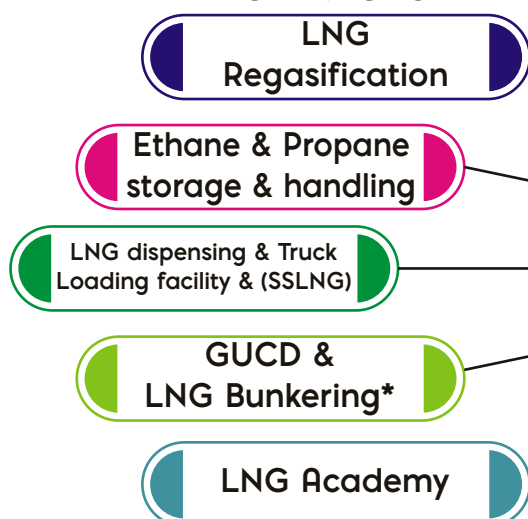 LNG
Regasification
Ethane & Propane
storage & handling
LNG dispensing & Truck
Loading facility & (SSLNG)
GUCD &
LNG Bunkering*
LNG Academy